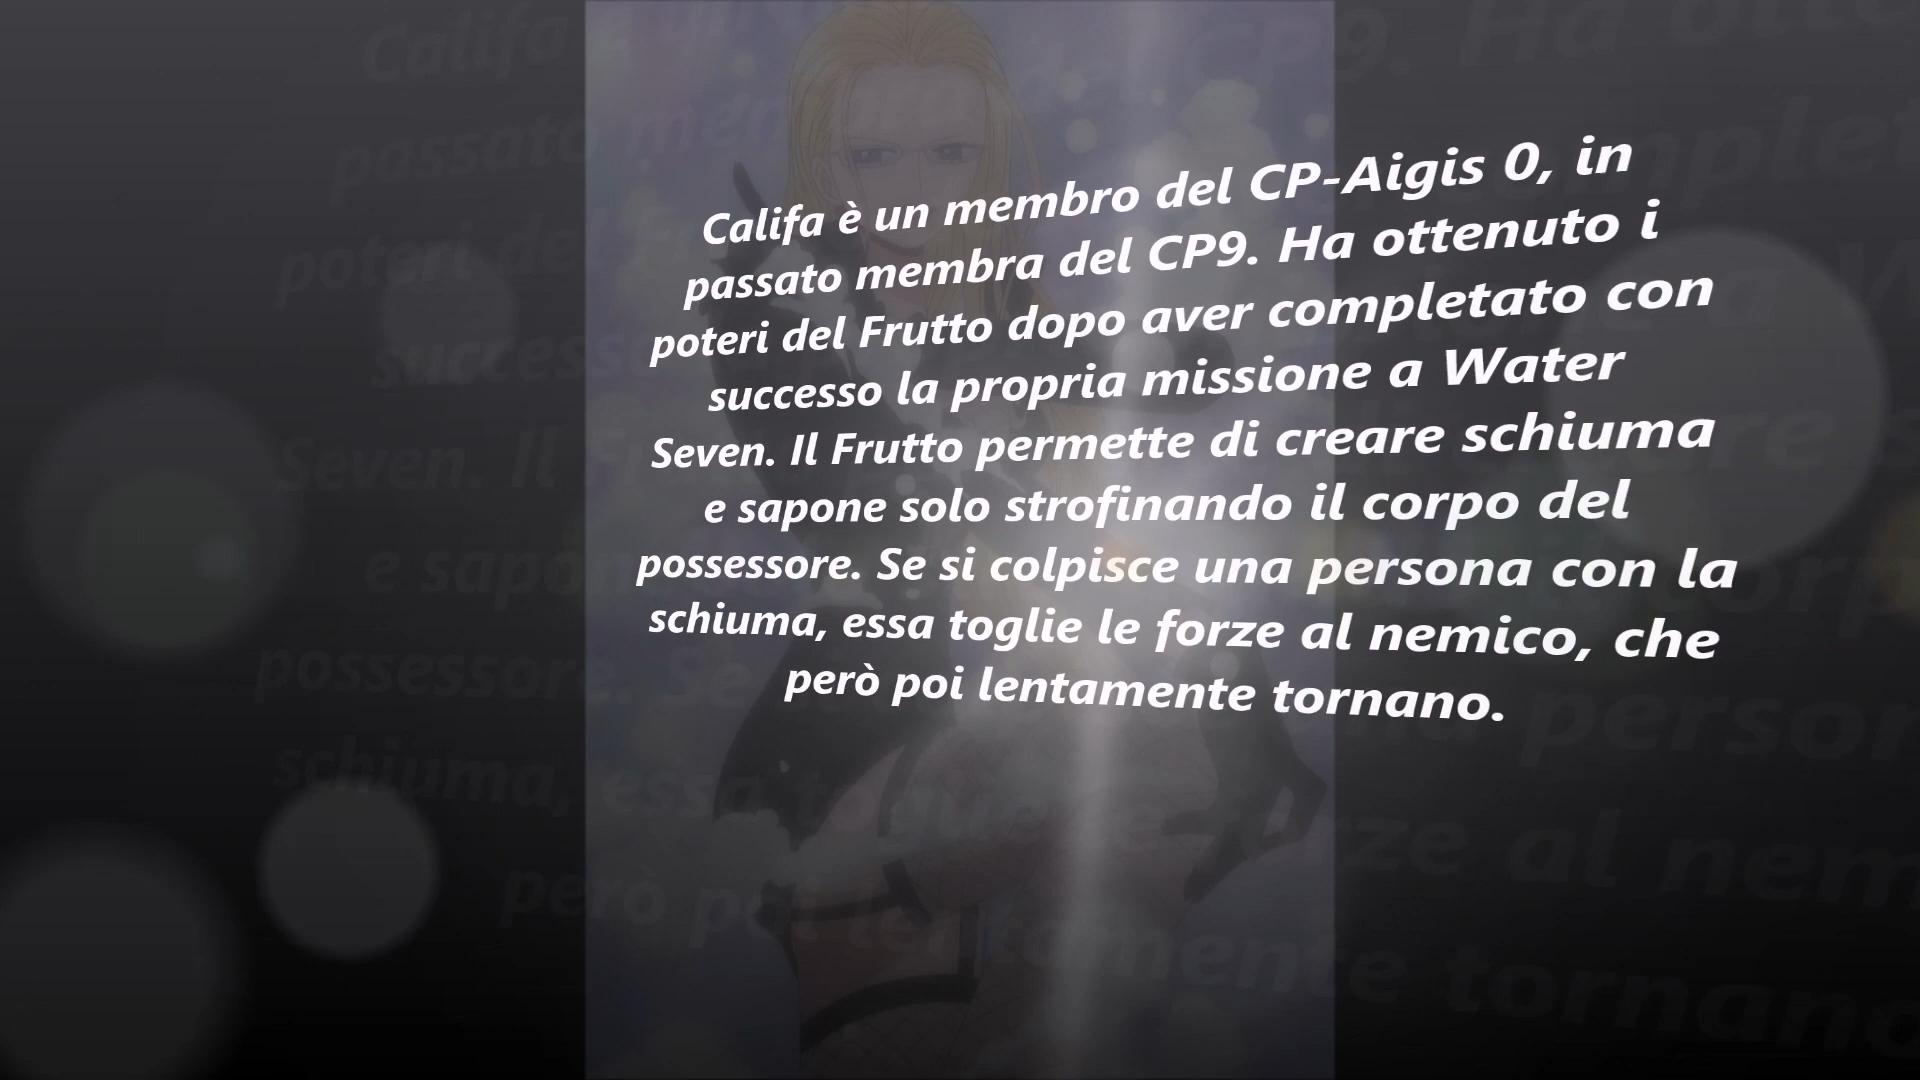 Califa è un membro del CP-Aigis 0, in
passato membra del CP9. Ha ottenuto i
poteri del Frutto dopo aver completato con
successo la propria missione a Water
Seven. Il Frutto permette di creare schiuma
e sapone solo strofinando il corpo del
possessore. Se si colpisce una persona con la
schiuma, essa toglie le forze al nemico, che
però poi lentamente tornano.